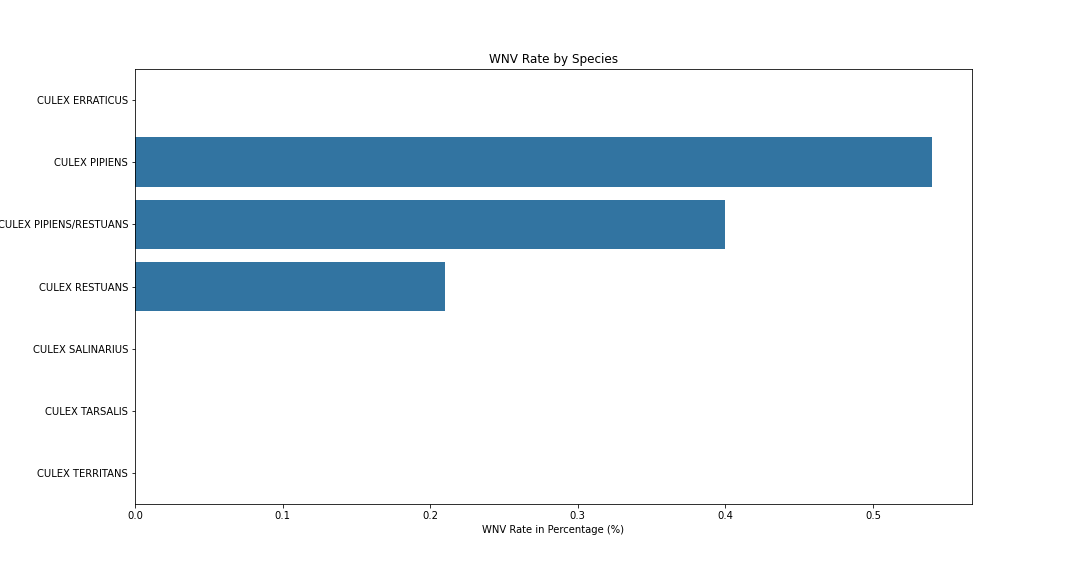 WNV Rate by Species
CULEX ERRATICUS
CULEX PIPIENS
CULEX PIPIENS/RESTUANS
CULEX RESTUANS
CULEX SALINARIUS
CULEX TARSALIS
CULEX TERRITANS
0.0 0.1 0.2 0.3 0.4 0.5
WNV Rate in Percentage (%)